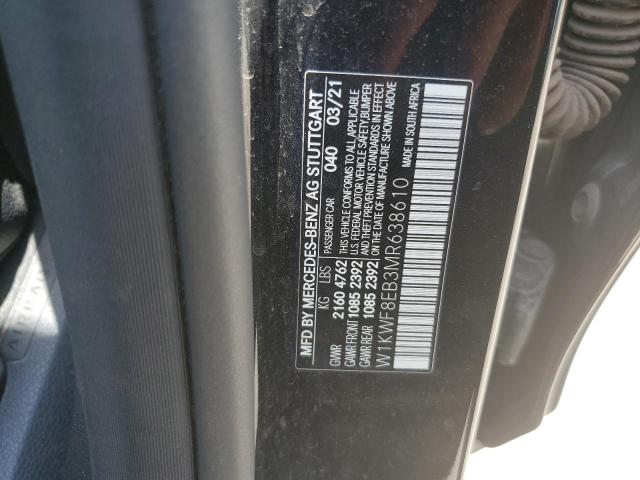 MFD BY MERCEDES-BENZ AG STUTTGART
PASSENGER CAR 040 03/21
KG LBS
GVWR 2160 4762
GAWR FRONT 1085 2392
GAWR REAR 1085 2392
THIS VEHICLE CONFORMS TO ALL APPLICABLE
U.S. FEDERAL MOTOR VEHICLE SAFETY, BUMPER
AND THEFT PREVENTION STANDARDS IN EFFECT
ON THE DATE OF MANUFACTURE SHOWN ABOVE
W1KWF8EB3MR638610 MADE IN SOUTH AFRICA
AIRBAG